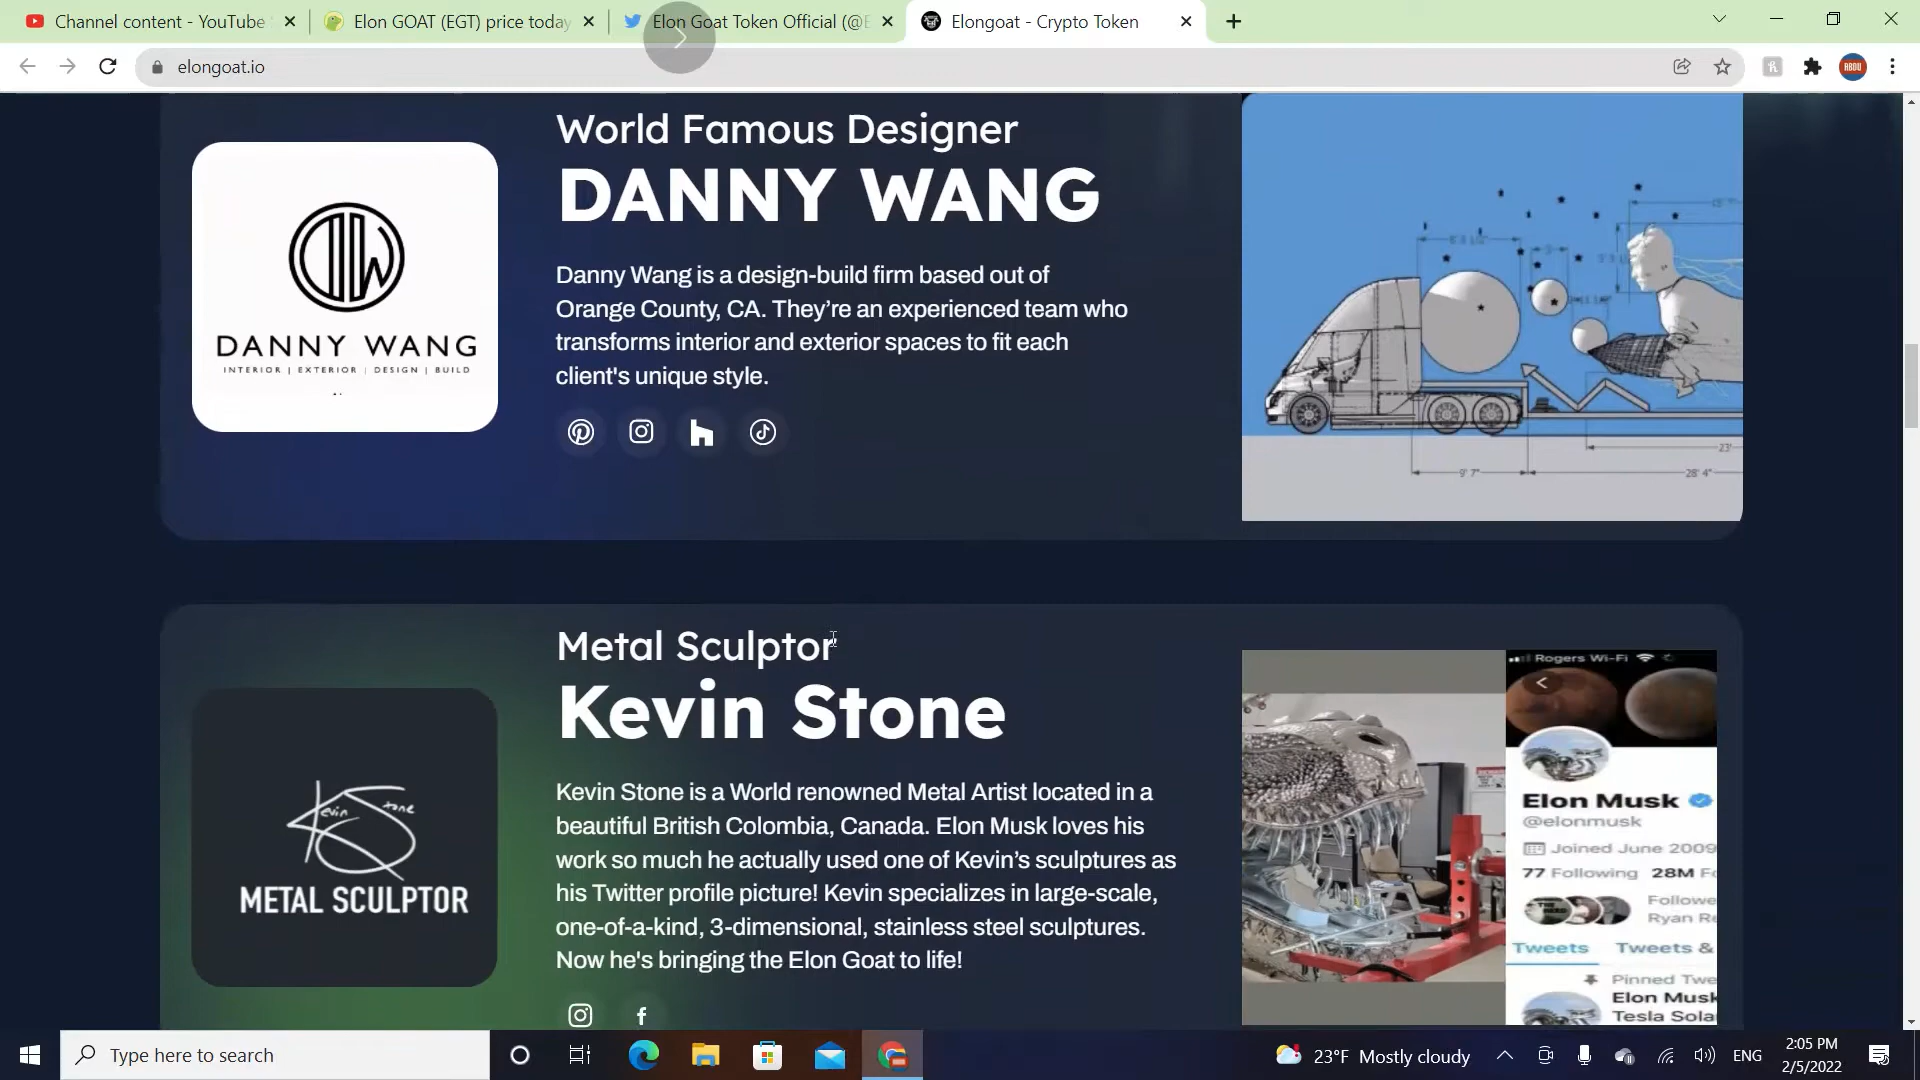 Channel content - YouTube
Elon GOAT (EGT) price today
Elon Goat Token Official (@E
Elongoat - Crypto Token
elongoat.io
World Famous Designer
DANNY WANG
Danny Wang is a design-build firm based out of
Orange County, CA. They're an experienced team who
transforms interior and exterior spaces to fit each
client's unique style.
DANNY WANG
INTERIOR | EXTERIOR | DESIGN | BUILD
9' 7"
28' 4"
23'
Metal Sculptor
Kevin Stone
Kevin Stone is a World renowned Metal Artist located in a
beautiful British Colombia, Canada. Elon Musk loves his
work so much he actually used one of Kevin's sculptures as
his Twitter profile picture! Kevin specializes in large-scale,
one-of-a-kind, 3-dimensional, stainless steel sculptures.
Now he's bringing the Elon Goat to life!
Kevin Stone
METAL SCULPTOR
Rogers Wi-Fi
Elon Musk
@elonmusk
Joined June 2009
77 Following 28M Fo
Followe
Ryan Re
Tweets Tweets &
Pinned Twe
Elon Musk
Tesla Sola
Type here to search
23°F Mostly cloudy
ENG
2:05 PM
2/5/2022